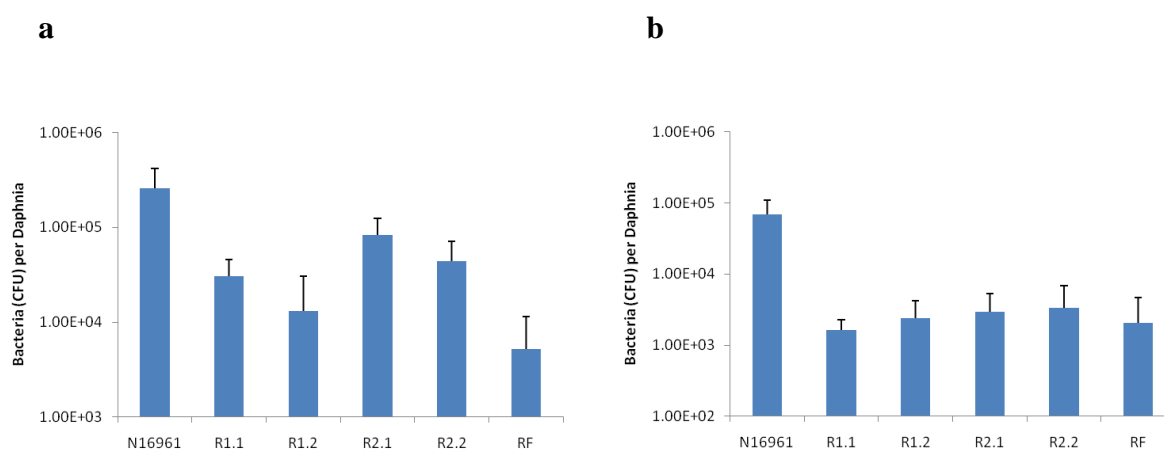 a
Bacteria (CFU) per Daphnia
1.00E+06
1.00E+05
1.00E+04
1.00E+03
N16961 R1.1 R1.2 R2.1 R2.2 RF
b
Bacteria (CFU) per Daphnia
1.00E+06
1.00E+05
1.00E+04
1.00E+03
1.00E+02
N16961 R1.1 R1.2 R2.1 R2.2 RF